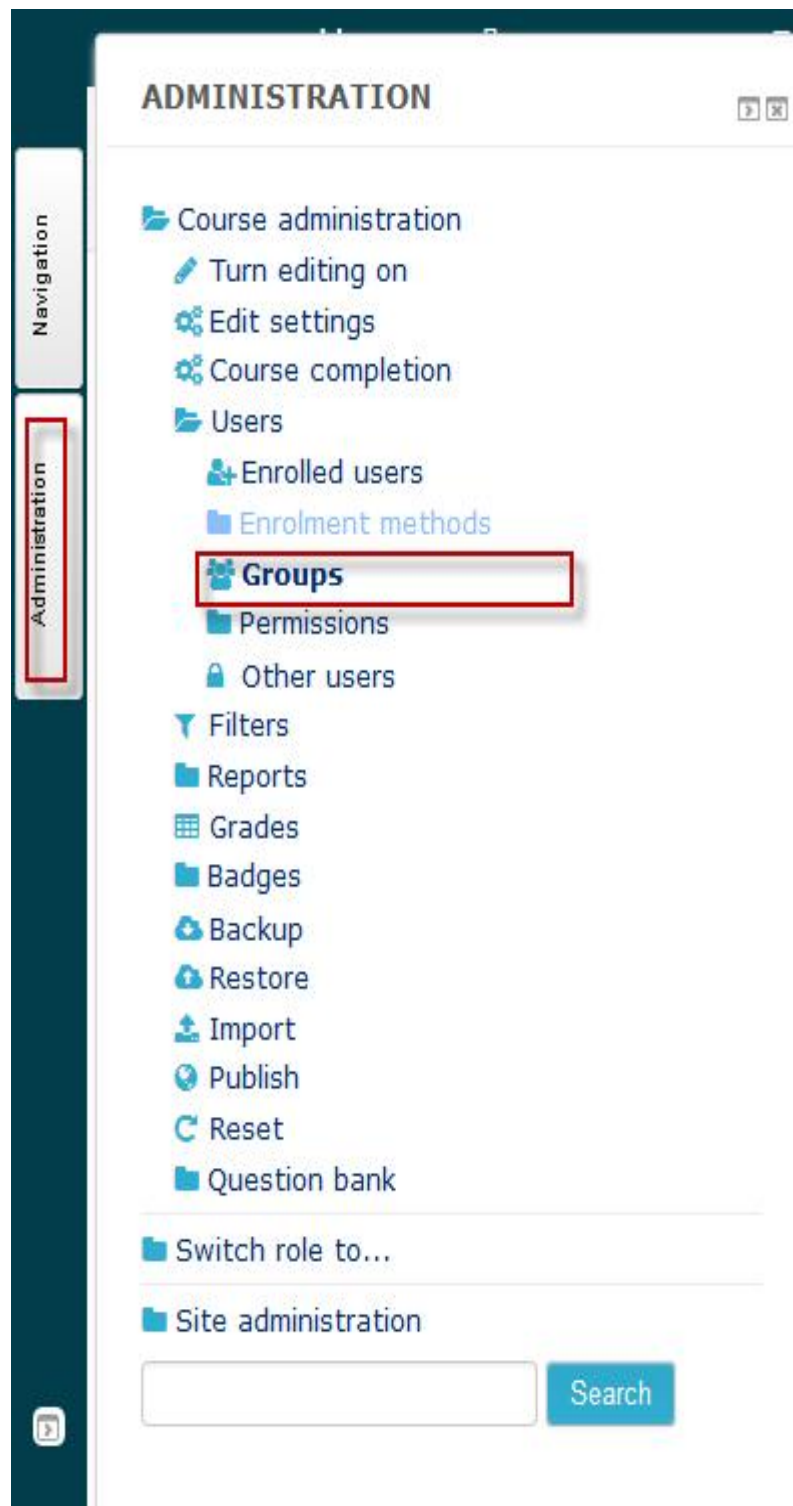 ADMINISTRATION
Navigation
Administration
Course administration
Turn editing on
Edit settings
Course completion
Users
Enrolled users
Enrolment methods
Groups
Permissions
Other users
Filters
Reports
Grades
Badges
Backup
Restore
Import
Publish
Reset
Question bank
Switch role to...
Site administration
Search